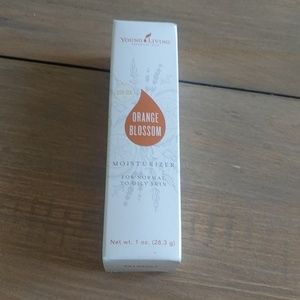 YOUNG LIVING
ORANGE
BLOSSOM
MOISTURIZER
FOR NORMAL
TO OILY SKIN
Net wt. 1 oz. (28.3 g)